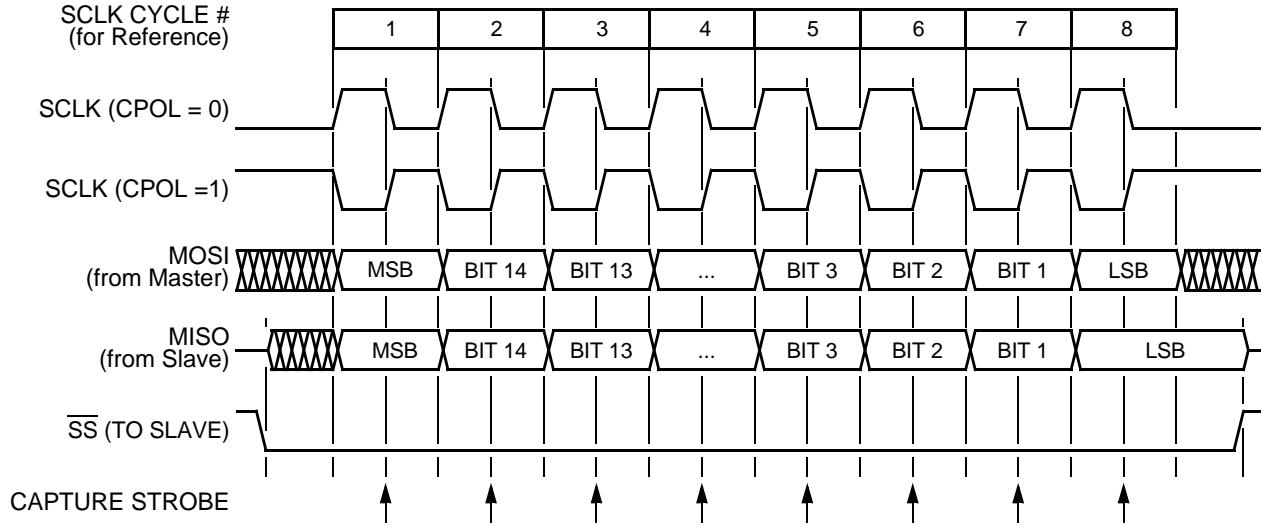 SCLK CYCLE #
(for Reference)
1 2 3 4 5 6 7 8
SCLK (CPOL = 0)
SCLK (CPOL =1)
MOSI
(from Master)
MSB BIT 14 BIT 13 ... BIT 3 BIT 2 BIT 1 LSB
MISO
(from Slave)
MSB BIT 14 BIT 13 ... BIT 3 BIT 2 BIT 1 LSB
SS (TO SLAVE)
CAPTURE STROBE